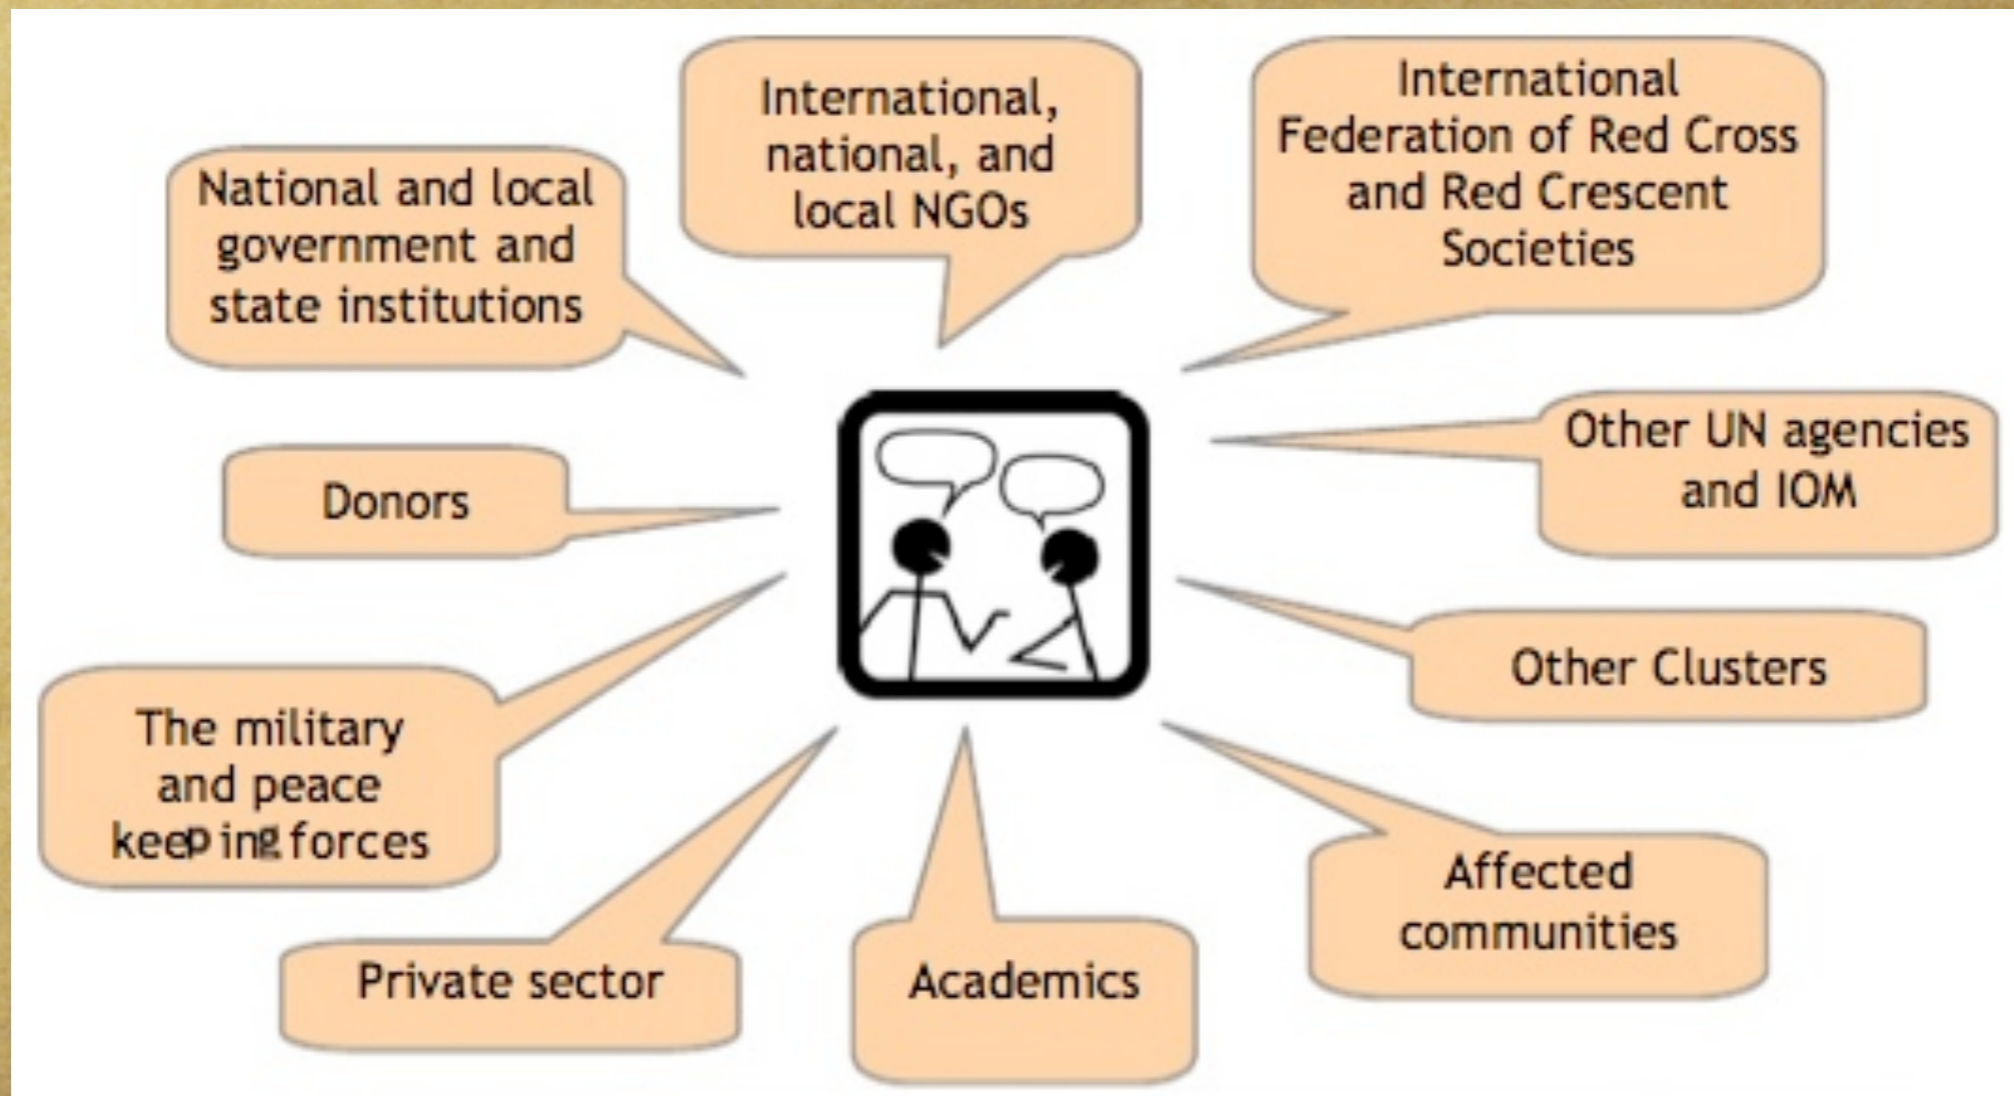 International,
national, and
local NGOs
International
Federation of Red Cross
and Red Crescent
Societies
National and local
government and
state institutions
Other UN agencies
and IOM
Donors
Other Clusters
The military
and peace
keeping forces
Affected
communities
Private sector
Academics